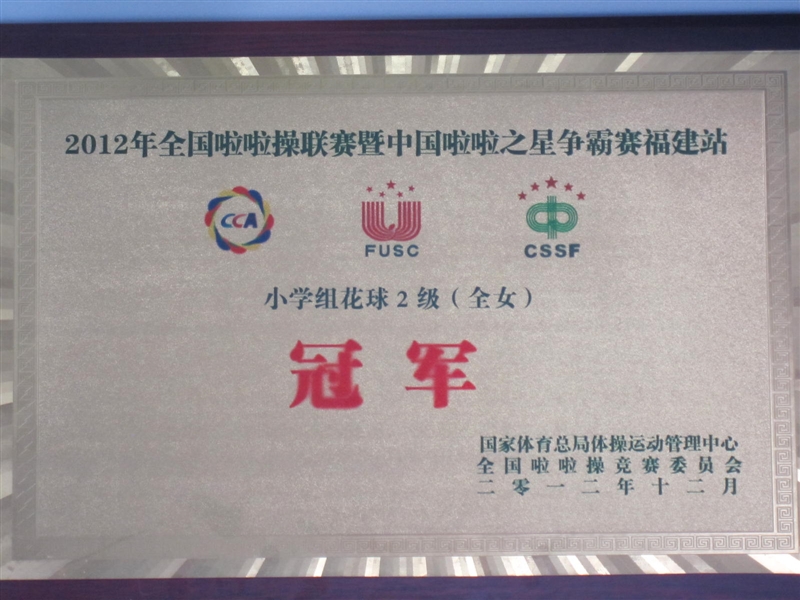 2012年全国啦啦操联赛暨中国啦啦之星争霸赛福建站
CCA
FUSC
CSSF
小学组花球2级（全女）
冠军
国家体育总局体操运动管理中心
全国啦啦操竞赛委员会
二零一二年十二月